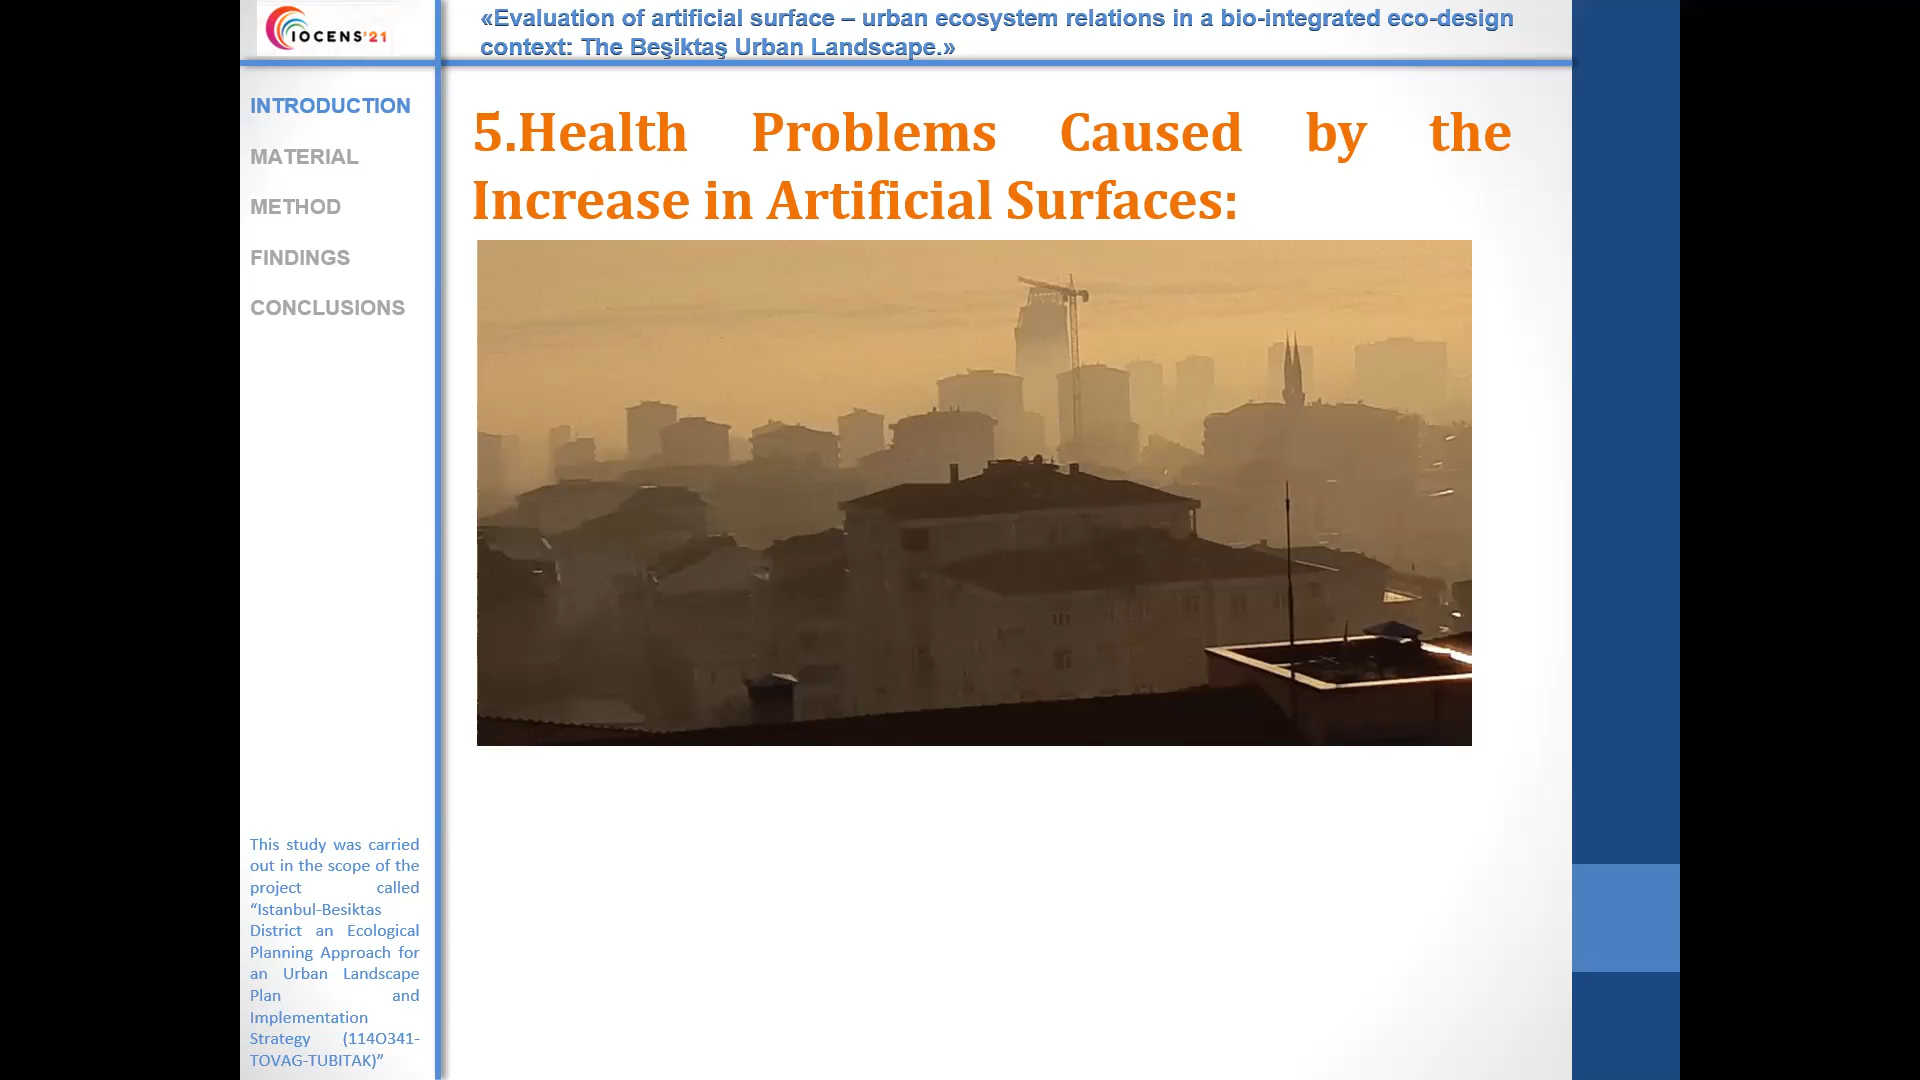 IOCENS'21
«Evaluation of artificial surface – urban ecosystem relations in a bio-integrated eco-design
context: The Beşiktaş Urban Landscape.»
INTRODUCTION
MATERIAL
METHOD
FINDINGS
CONCLUSIONS
5.Health Problems Caused by the
Increase in Artificial Surfaces:
This study was carried
out in the scope of the
project called
“Istanbul-Besiktas
District an Ecological
Planning Approach for
an Urban Landscape
Plan and
Implementation
Strategy (114O341-
TOVAG-TUBITAK)”